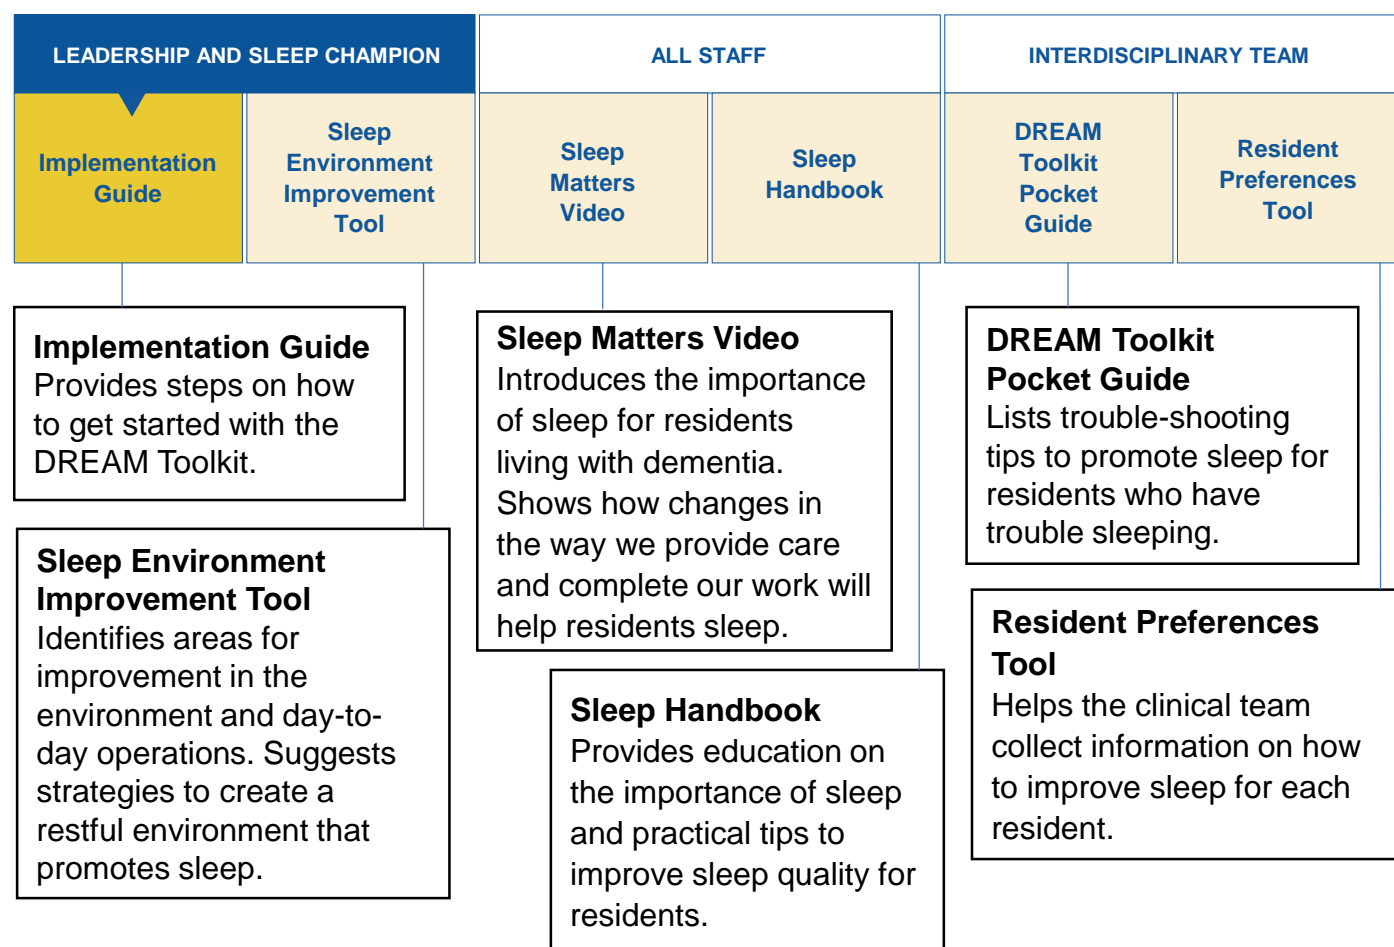 LEADERSHIP AND SLEEP CHAMPION
ALL STAFF
INTERDISCIPLINARY TEAM
Implementation
Guide
Sleep
Environment
Improvement
Tool
Sleep
Matters
Video
Sleep
Handbook
DREAM
Toolkit
Pocket
Guide
Resident
Preferences
Tool
Implementation Guide
Provides steps on how
to get started with the
DREAM Toolkit.
Sleep Environment
Improvement Tool
Identifies areas for
improvement in the
environment and day-to-
day operations. Suggests
strategies to create a
restful environment that
promotes sleep.
Sleep Matters Video
Introduces the importance
of sleep for residents
living with dementia.
Shows how changes in
the way we provide care
and complete our work will
help residents sleep.
Sleep Handbook
Provides education on
the importance of sleep
and practical tips to
improve sleep quality for
residents.
DREAM Toolkit
Pocket Guide
Lists trouble-shooting
tips to promote sleep for
residents who have
trouble sleeping.
Resident Preferences
Tool
Helps the clinical team
collect information on how
to improve sleep for each
resident.